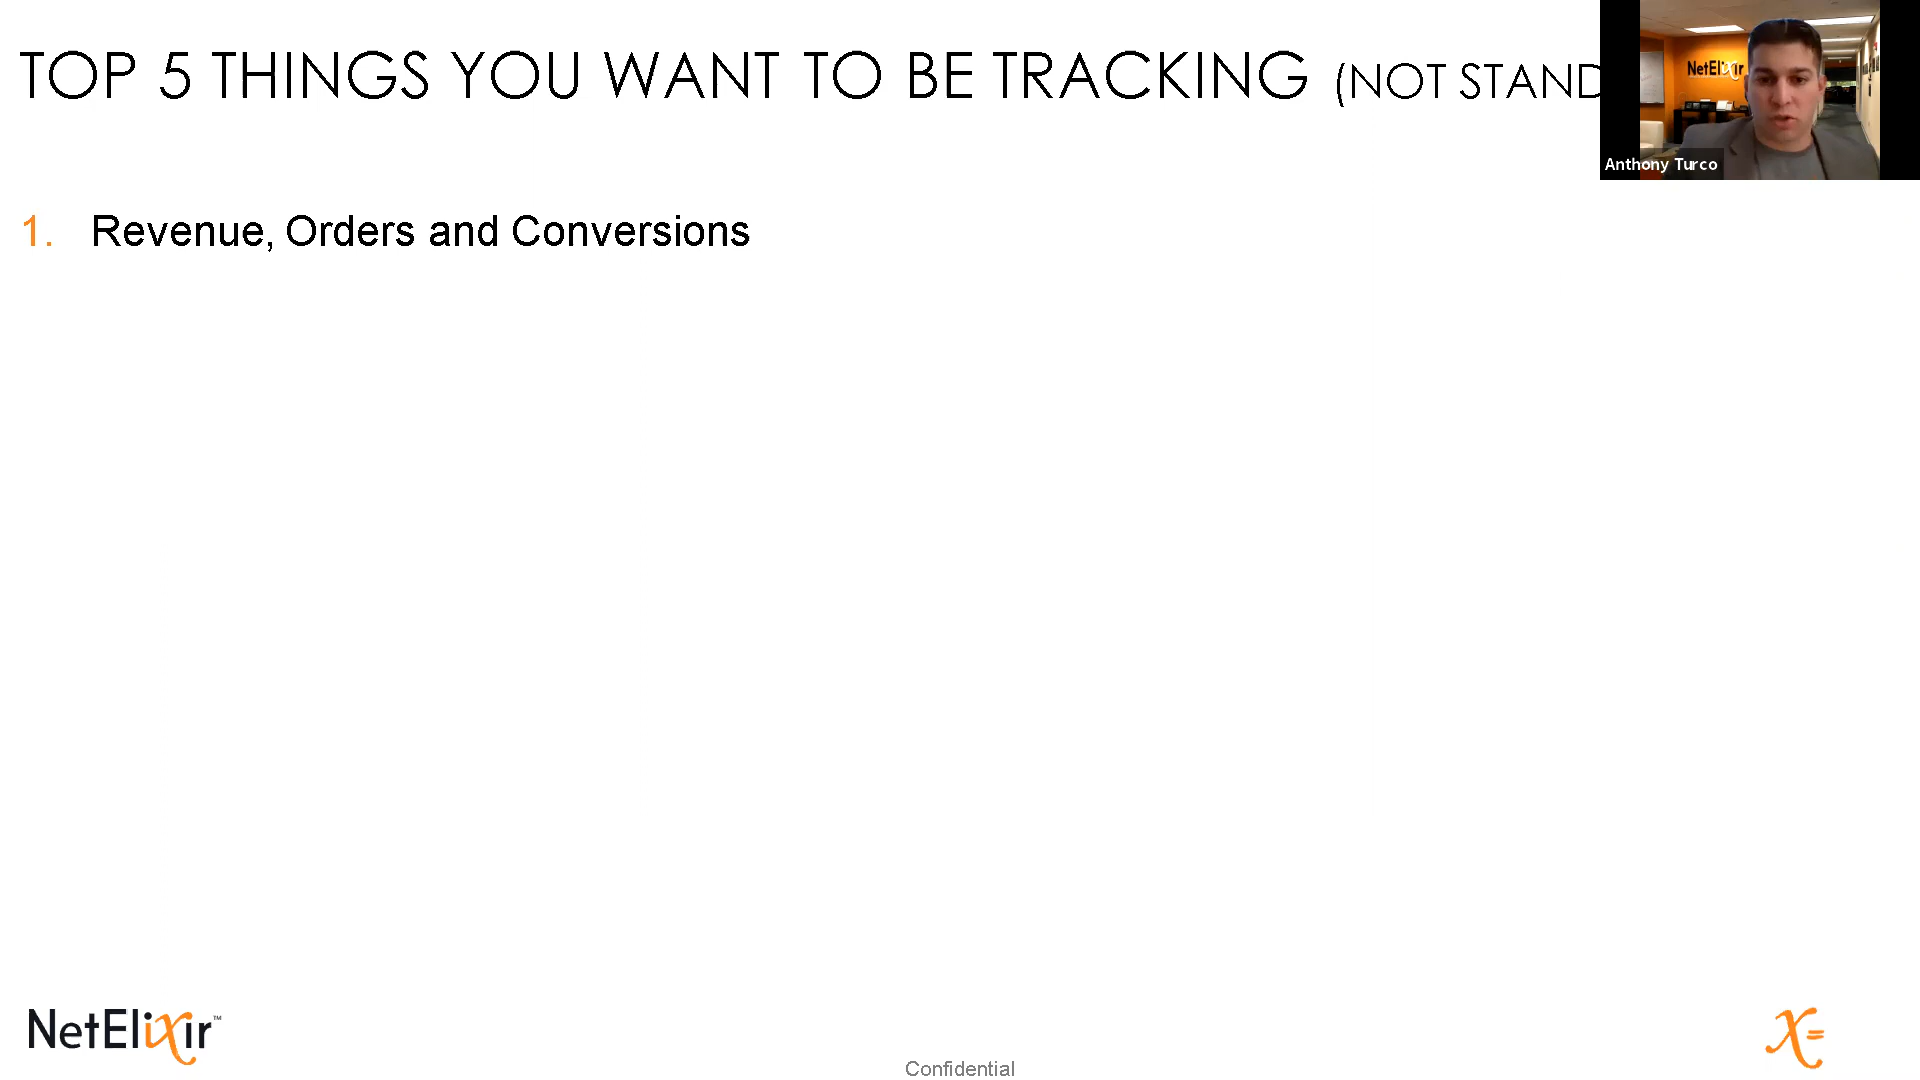 TOP 5 THINGS YOU WANT TO BE TRACKING (NOT STAND
NetElixir
Anthony Turco
1. Revenue, Orders and Conversions
NetElixir™
X=
Confidential